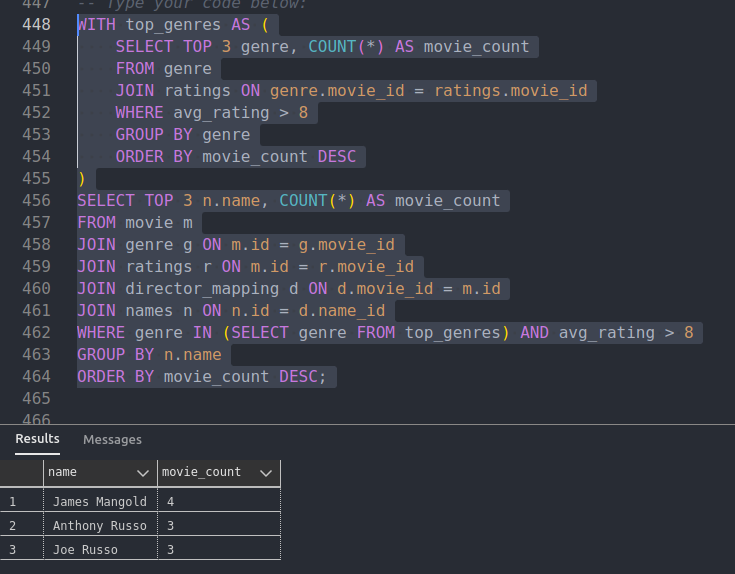 447 -- Type your code below:
448 WITH top_genres AS (
449 SELECT TOP 3 genre, COUNT(*) AS movie_count
450 FROM genre
451 JOIN ratings ON genre.movie_id = ratings.movie_id
452 WHERE avg_rating > 8
453 GROUP BY genre
454 ORDER BY movie_count DESC
455 )
456 SELECT TOP 3 n.name, COUNT(*) AS movie_count
457 FROM movie m
458 JOIN genre g ON m.id = g.movie_id
459 JOIN ratings r ON m.id = r.movie_id
460 JOIN director_mapping d ON d.movie_id = m.id
461 JOIN names n ON n.id = d.name_id
462 WHERE genre IN (SELECT genre FROM top_genres) AND avg_rating > 8
463 GROUP BY n.name
464 ORDER BY movie_count DESC;
465
466
Results Messages
name movie_count
1 James Mangold 4
2 Anthony Russo 3
3 Joe Russo 3